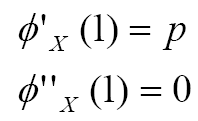 ϕ'_X (1) = p
ϕ''_X (1) = 0